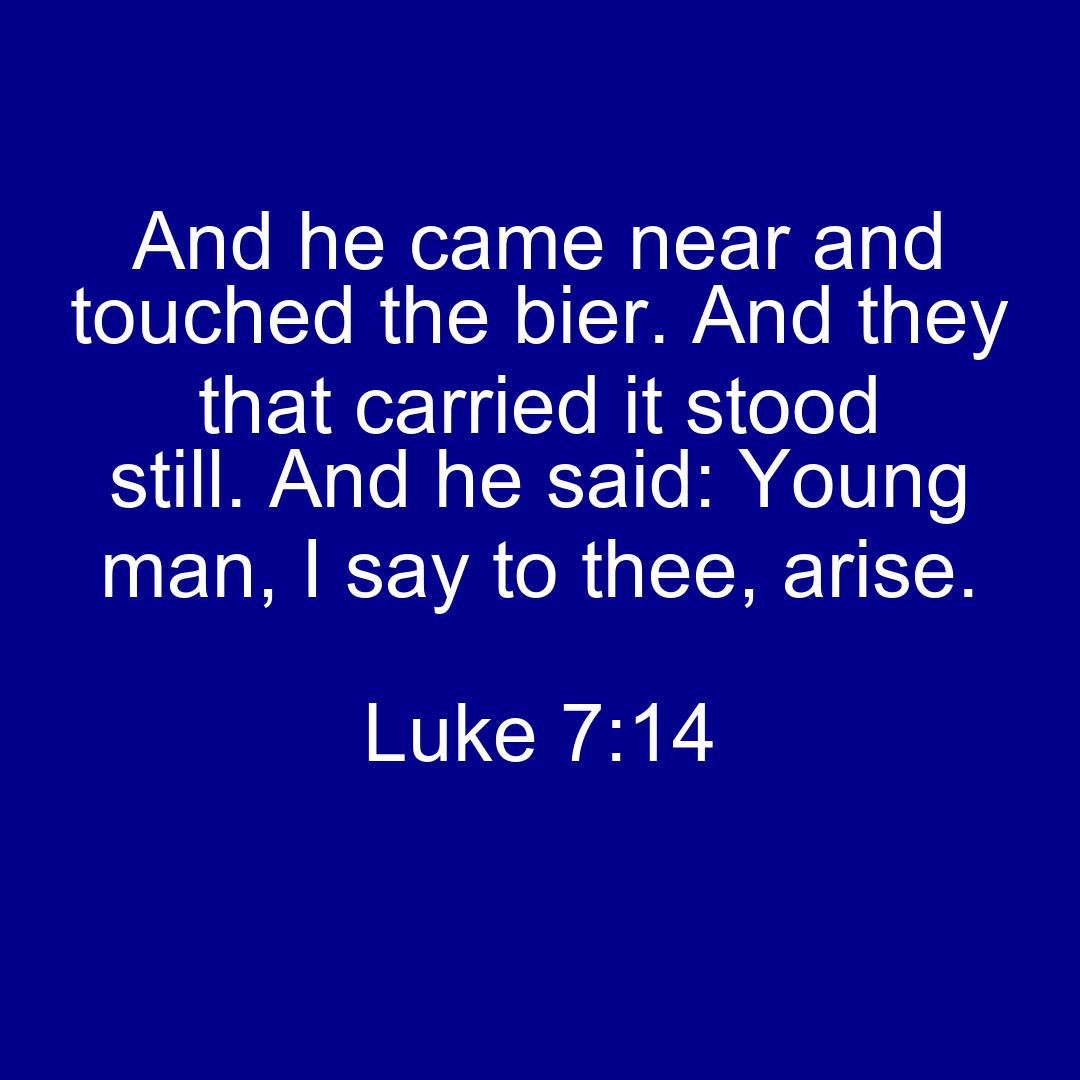 And he came near and
touched the bier. And they
that carried it stood
still. And he said: Young
man, I say to thee, arise.
Luke 7:14